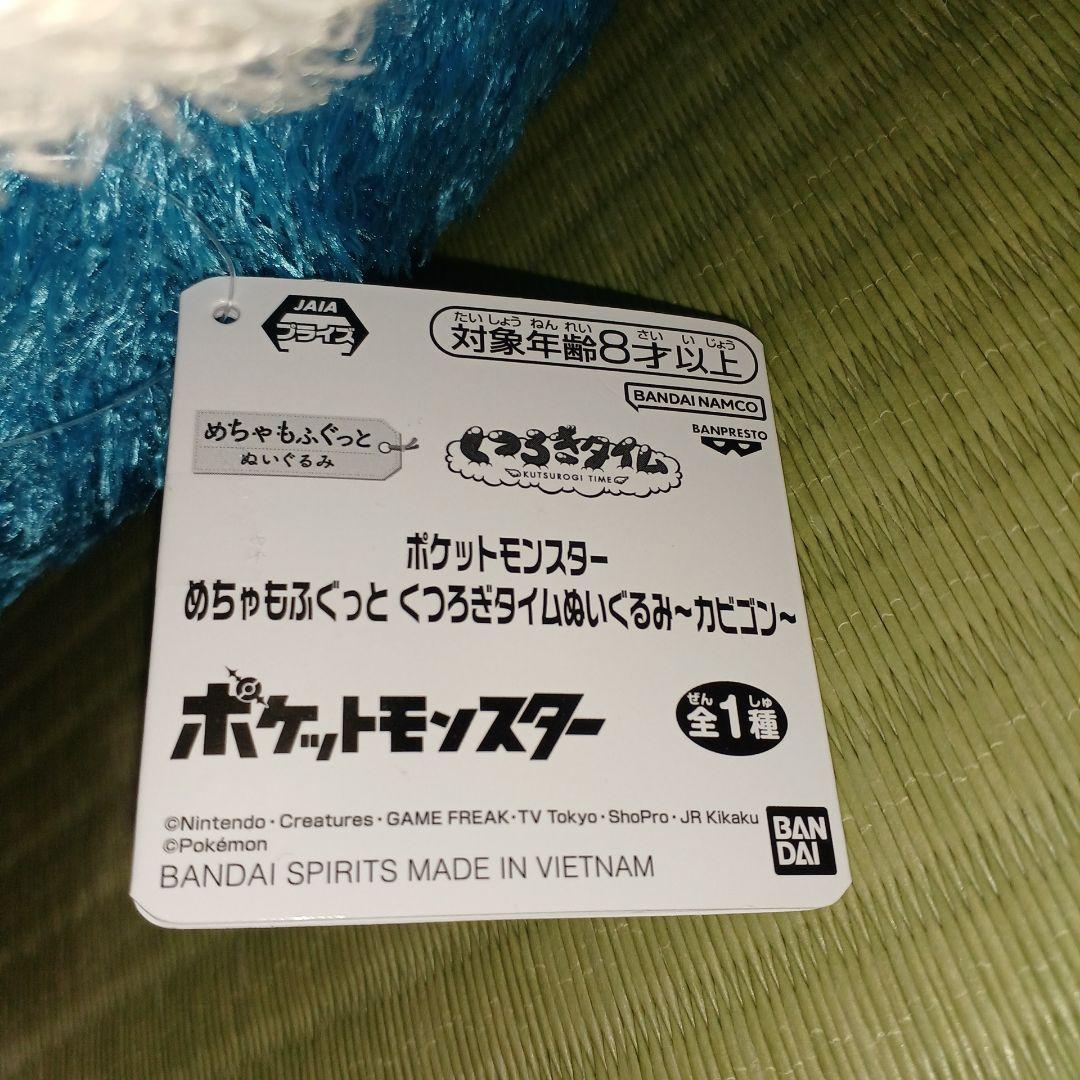 JAIA
プライズ
たいしょう ねん れい さい い じょう
対象年齢8才以上
BANDAI NAMCO
BANPRESTO
めちゃもふぐっと
ぬいぐるみ
くつろぎタイム
KUTSUROGI TIME
ポケットモンスター
めちゃもふぐっと くつろぎタイムぬいぐるみ~カビゴン~
ポケットモンスター
ぜん しゅ
全1種
©Nintendo・Creatures・GAME FREAK・TV Tokyo・ShoPro・JR Kikaku
©Pokémon
BANDAI SPIRITS MADE IN VIETNAM
BAN
DAI